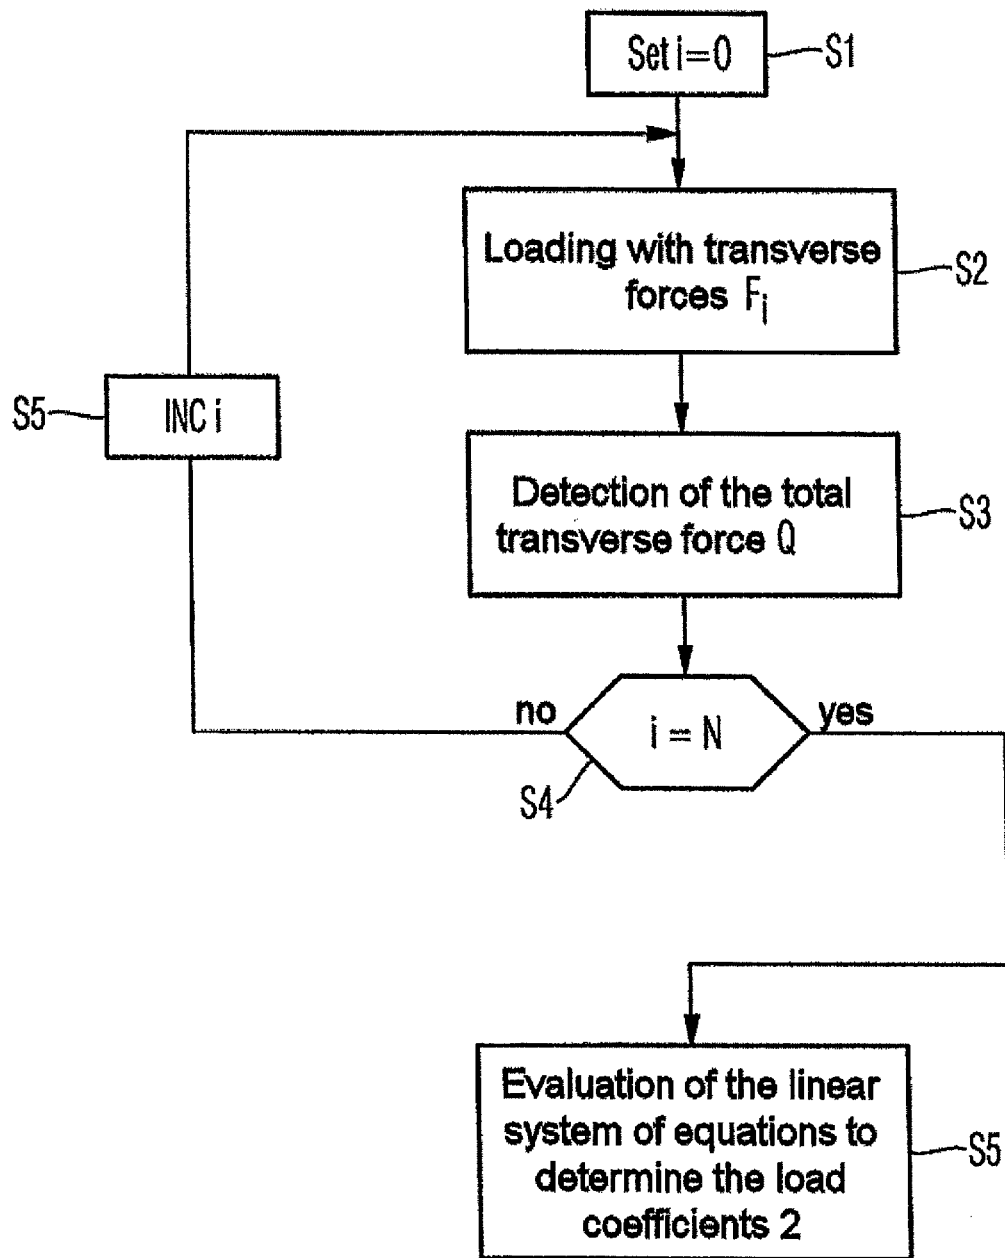 Set i=0
S1
Loading with transverse
forces Fi
S2
S5
INC i
Detection of the total
transverse force Q
S3
no
i = N
yes
S4
Evaluation of the linear
system of equations to
determine the load
coefficients 2
S5